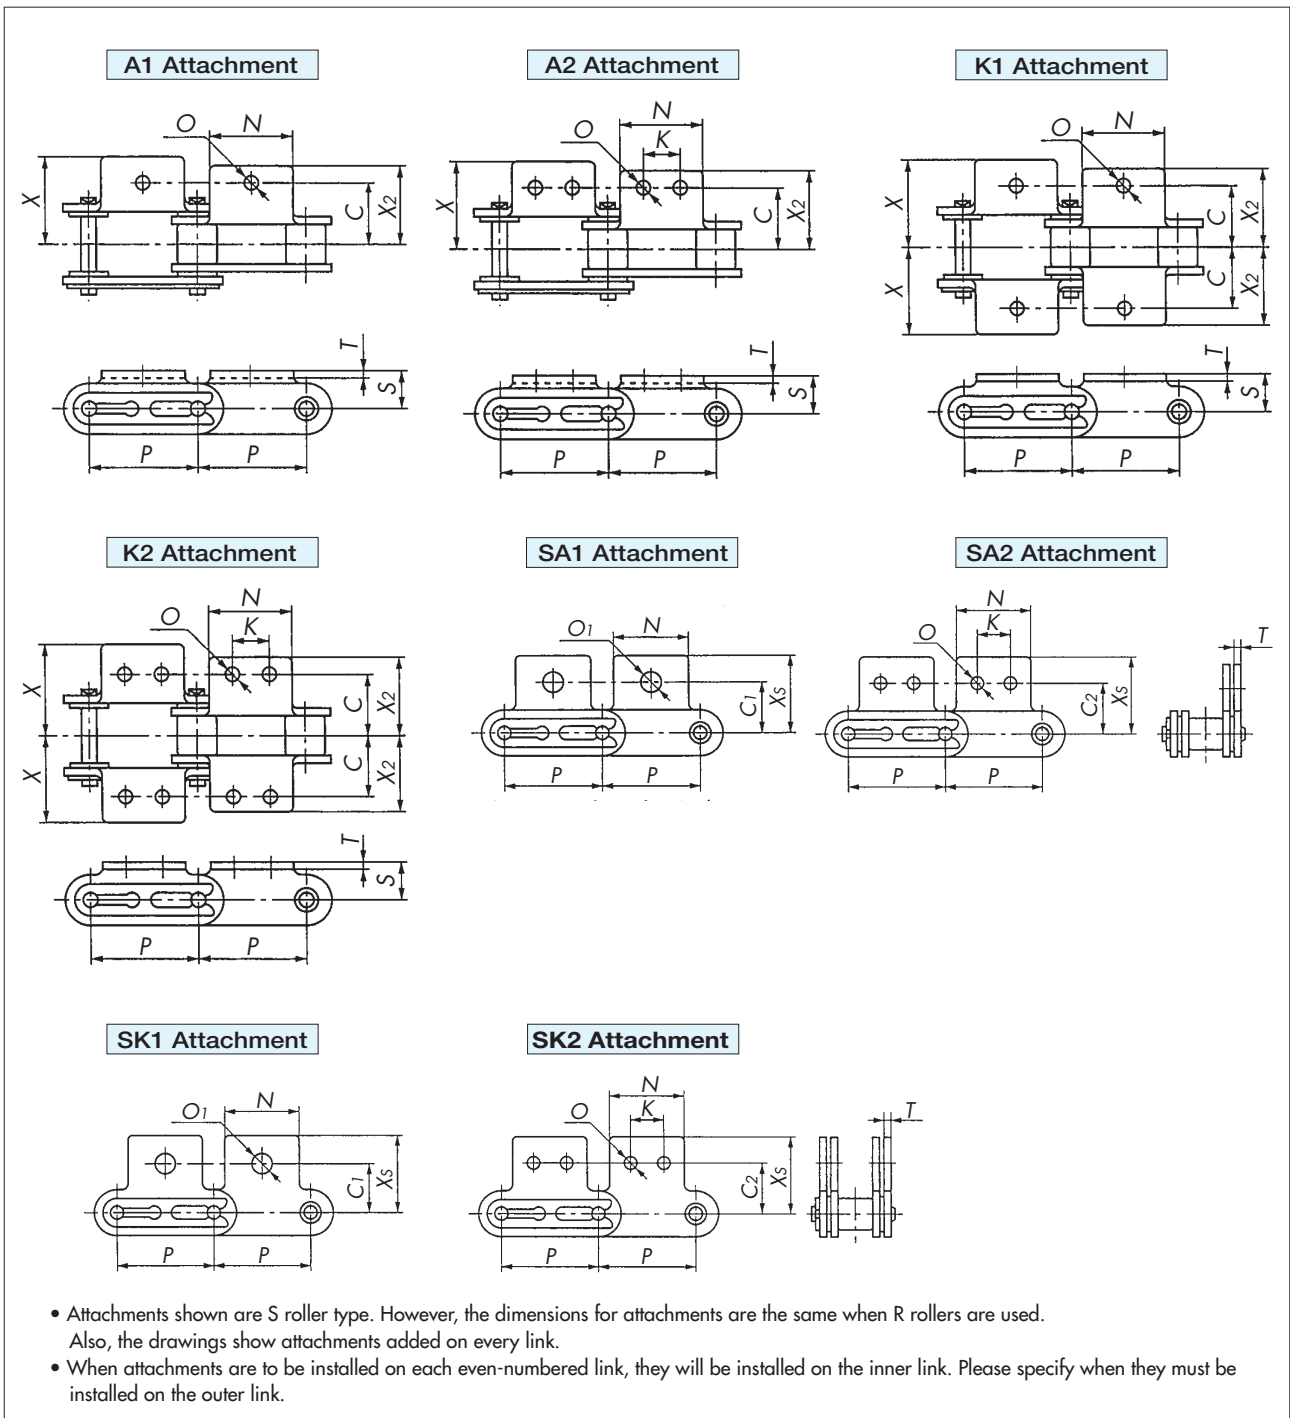 A1 Attachment
A2 Attachment
K1 Attachment
O N
X C X2
T S
P P
O N
K
X C X2
T S
P P
O N
X C X2
X C X2
T S
P P
K2 Attachment
SA1 Attachment
SA2 Attachment
O N
K
X C X2
X C X2
T S
P P
O1 N
C1 XS
P P
O N
K
C2 XS
P P
T
SK1 Attachment
SK2 Attachment
O1 N
C1 XS
P P
O N
K
C2 XS
P P
T
• Attachments shown are S roller type. However, the dimensions for attachments are the same when R rollers are used.
Also, the drawings show attachments added on every link.
• When attachments are to be installed on each even-numbered link, they will be installed on the inner link. Please specify when they must be
installed on the outer link.